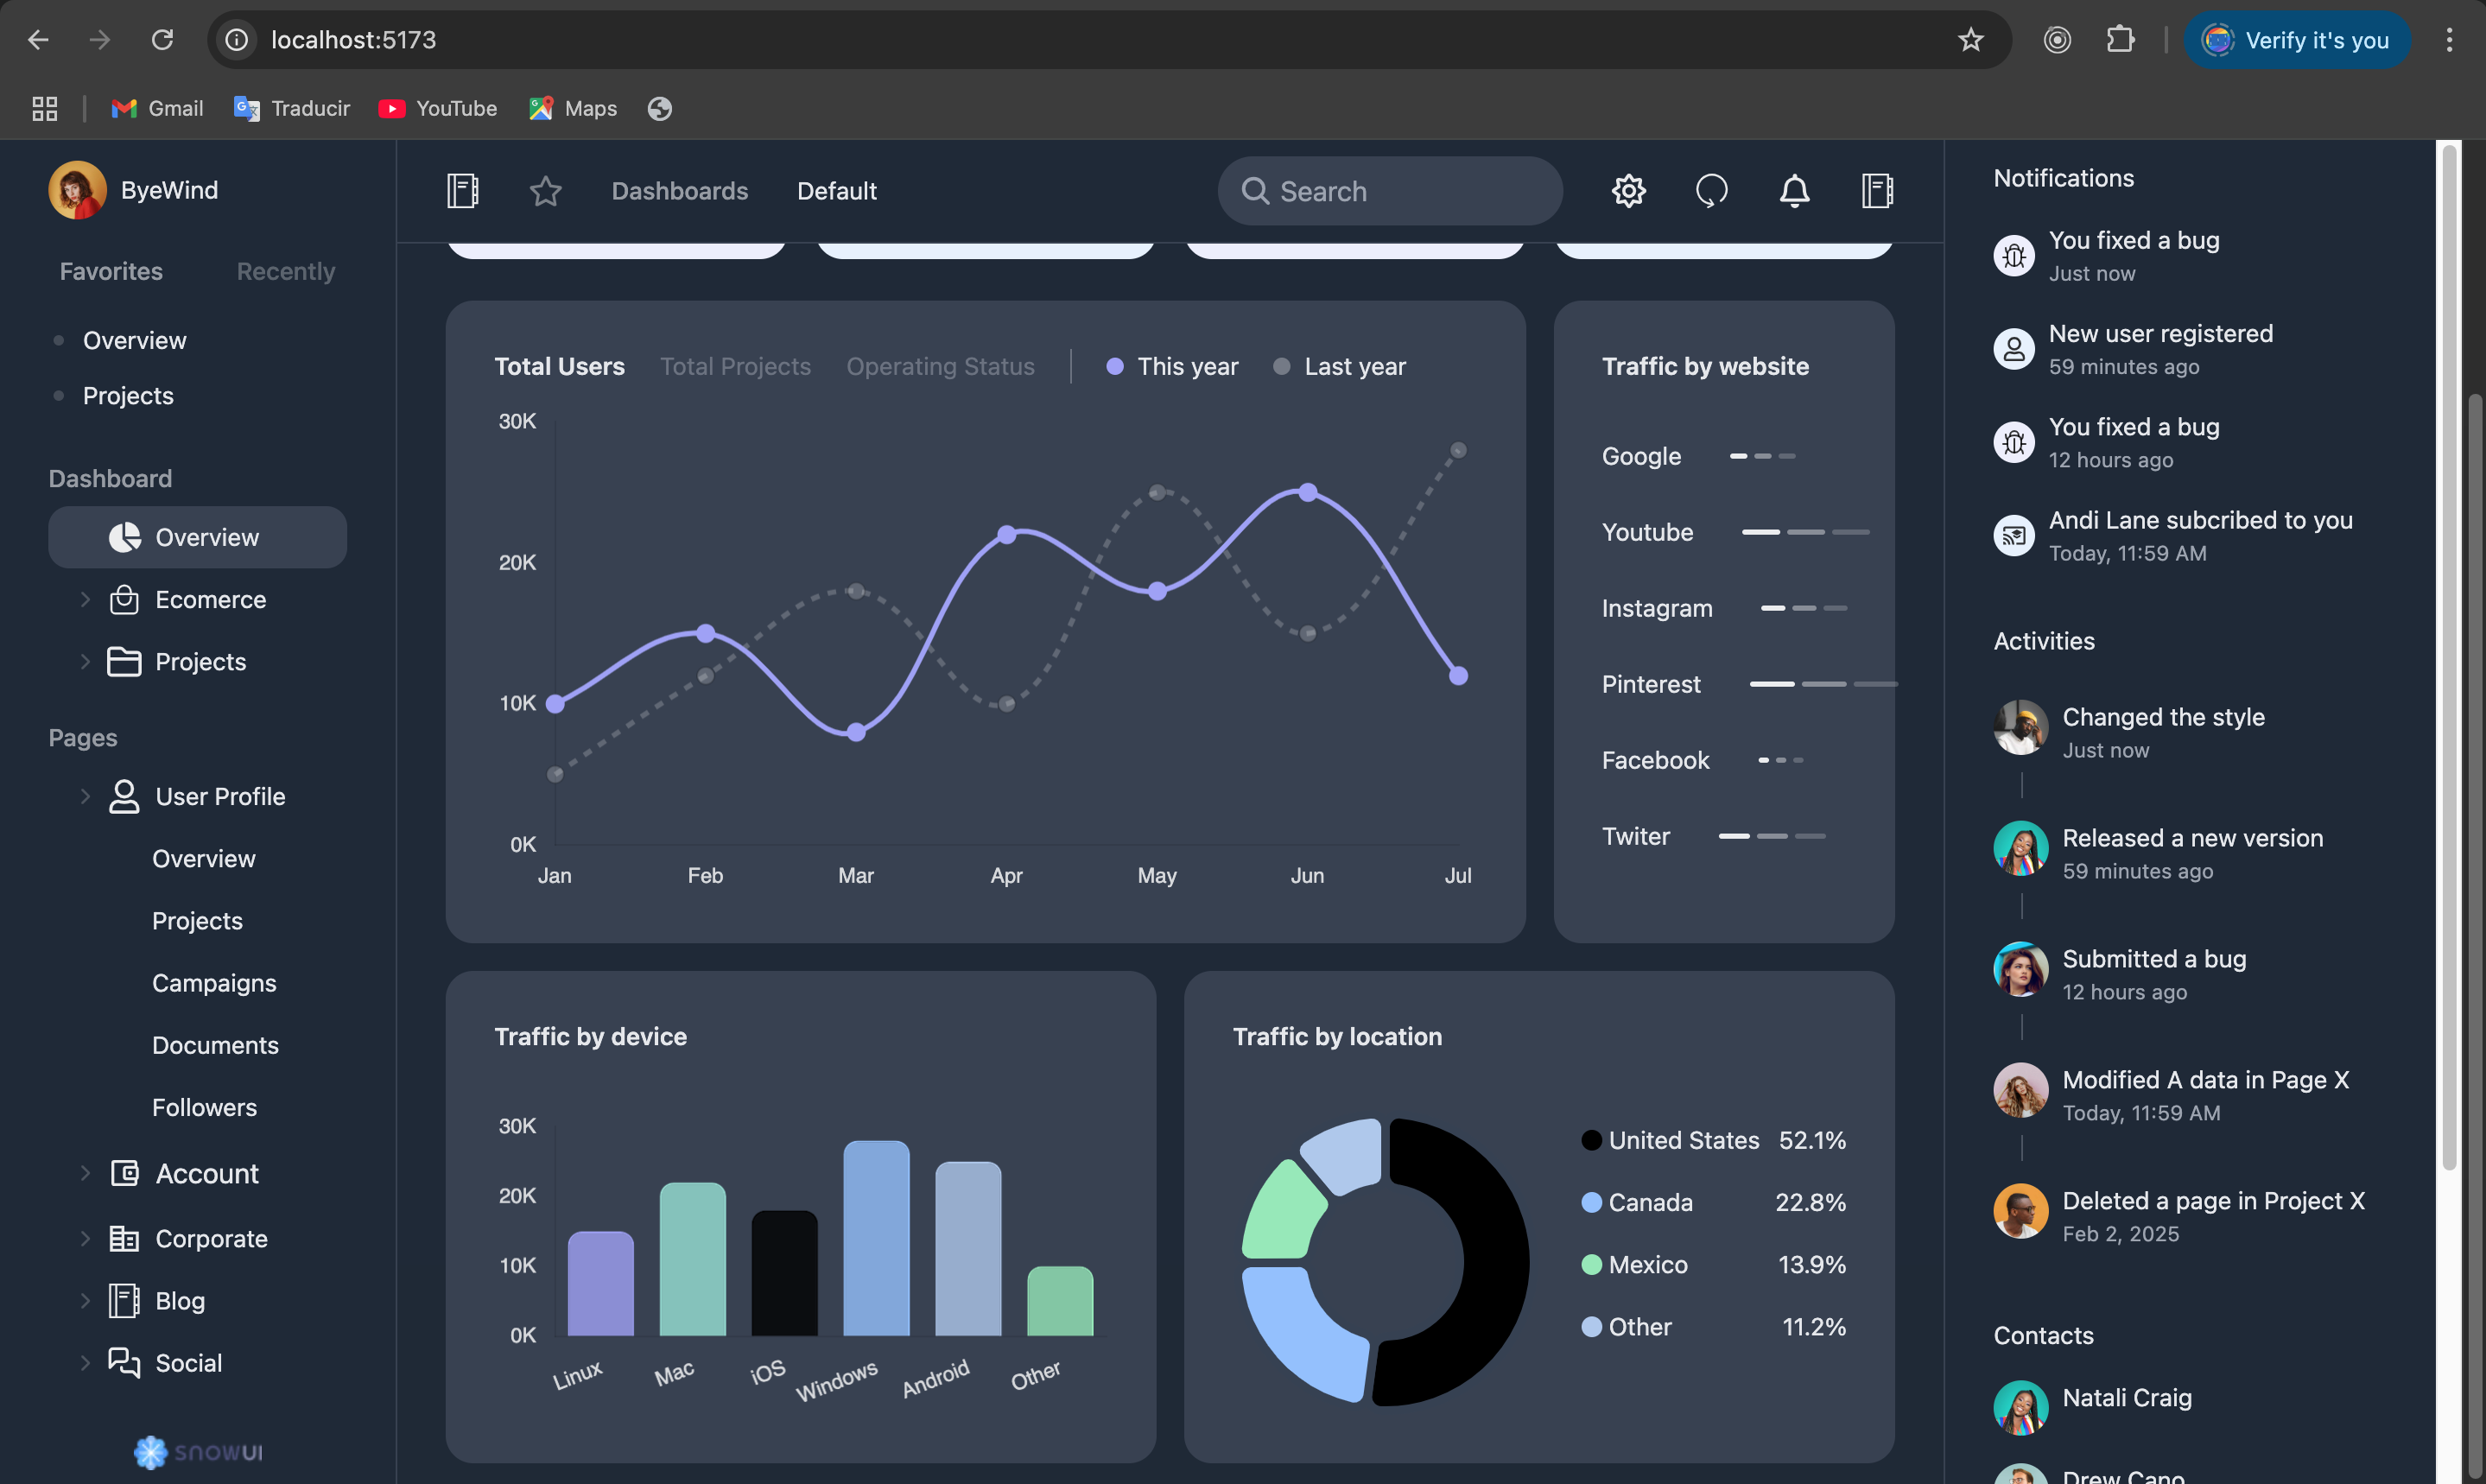 localhost:5173
Verify it's you
Gmail
Traducir
YouTube
Maps
ByeWind
Favorites
Recently
Overview
Projects
Dashboard
Overview
Ecomerce
Projects
Pages
User Profile
Overview
Projects
Campaigns
Documents
Followers
Account
Corporate
Blog
Social
snowUI
Dashboards
Default
Search
Total Users
Total Projects
Operating Status
This year
Last year
30K
20K
10K
0K
Jan
Feb
Mar
Apr
May
Jun
Jul
Traffic by website
Google
Youtube
Instagram
Pinterest
Facebook
Twiter
Traffic by device
30K
20K
10K
0K
Linux
Mac
iOS
Windows
Android
Other
Traffic by location
United States 52.1%
Canada 22.8%
Mexico 13.9%
Other 11.2%
Notifications
You fixed a bug
Just now
New user registered
59 minutes ago
You fixed a bug
12 hours ago
Andi Lane subcribed to you
Today, 11:59 AM
Activities
Changed the style
Just now
Released a new version
59 minutes ago
Submitted a bug
12 hours ago
Modified A data in Page X
Today, 11:59 AM
Deleted a page in Project X
Feb 2, 2025
Contacts
Natali Craig
Drew Cano